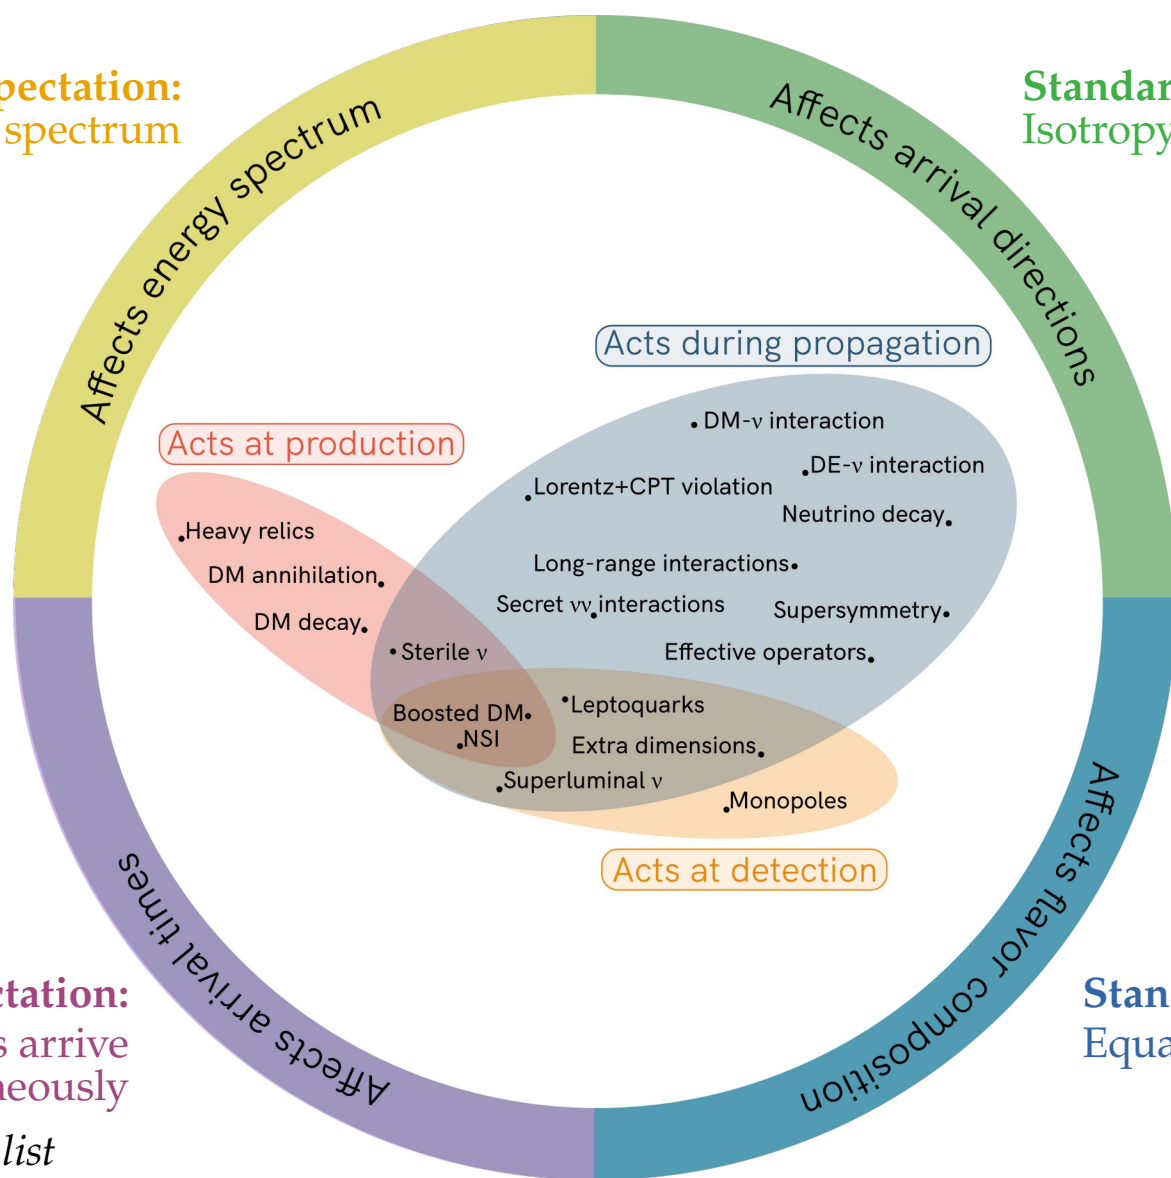 pectation:
spectrum
Standar
Isotropy
Affects energy spectrum
Affects arrival directions
Acts during propagation
DM-ν interaction
DE-ν interaction
Lorentz+CPT violation
Neutrino decay
Acts at production
Heavy relics
Long-range interactions
DM annihilation
Secret νν interactions
Supersymmetry
DM decay
Sterile ν
Effective operators
Leptoquarks
Boosted DM
NSI
Extra dimensions
Superluminal ν
Monopoles
Acts at detection
Affects arrival times
Affects flavor composition
ctation:
s arrive
neously
list
Stan
Equa